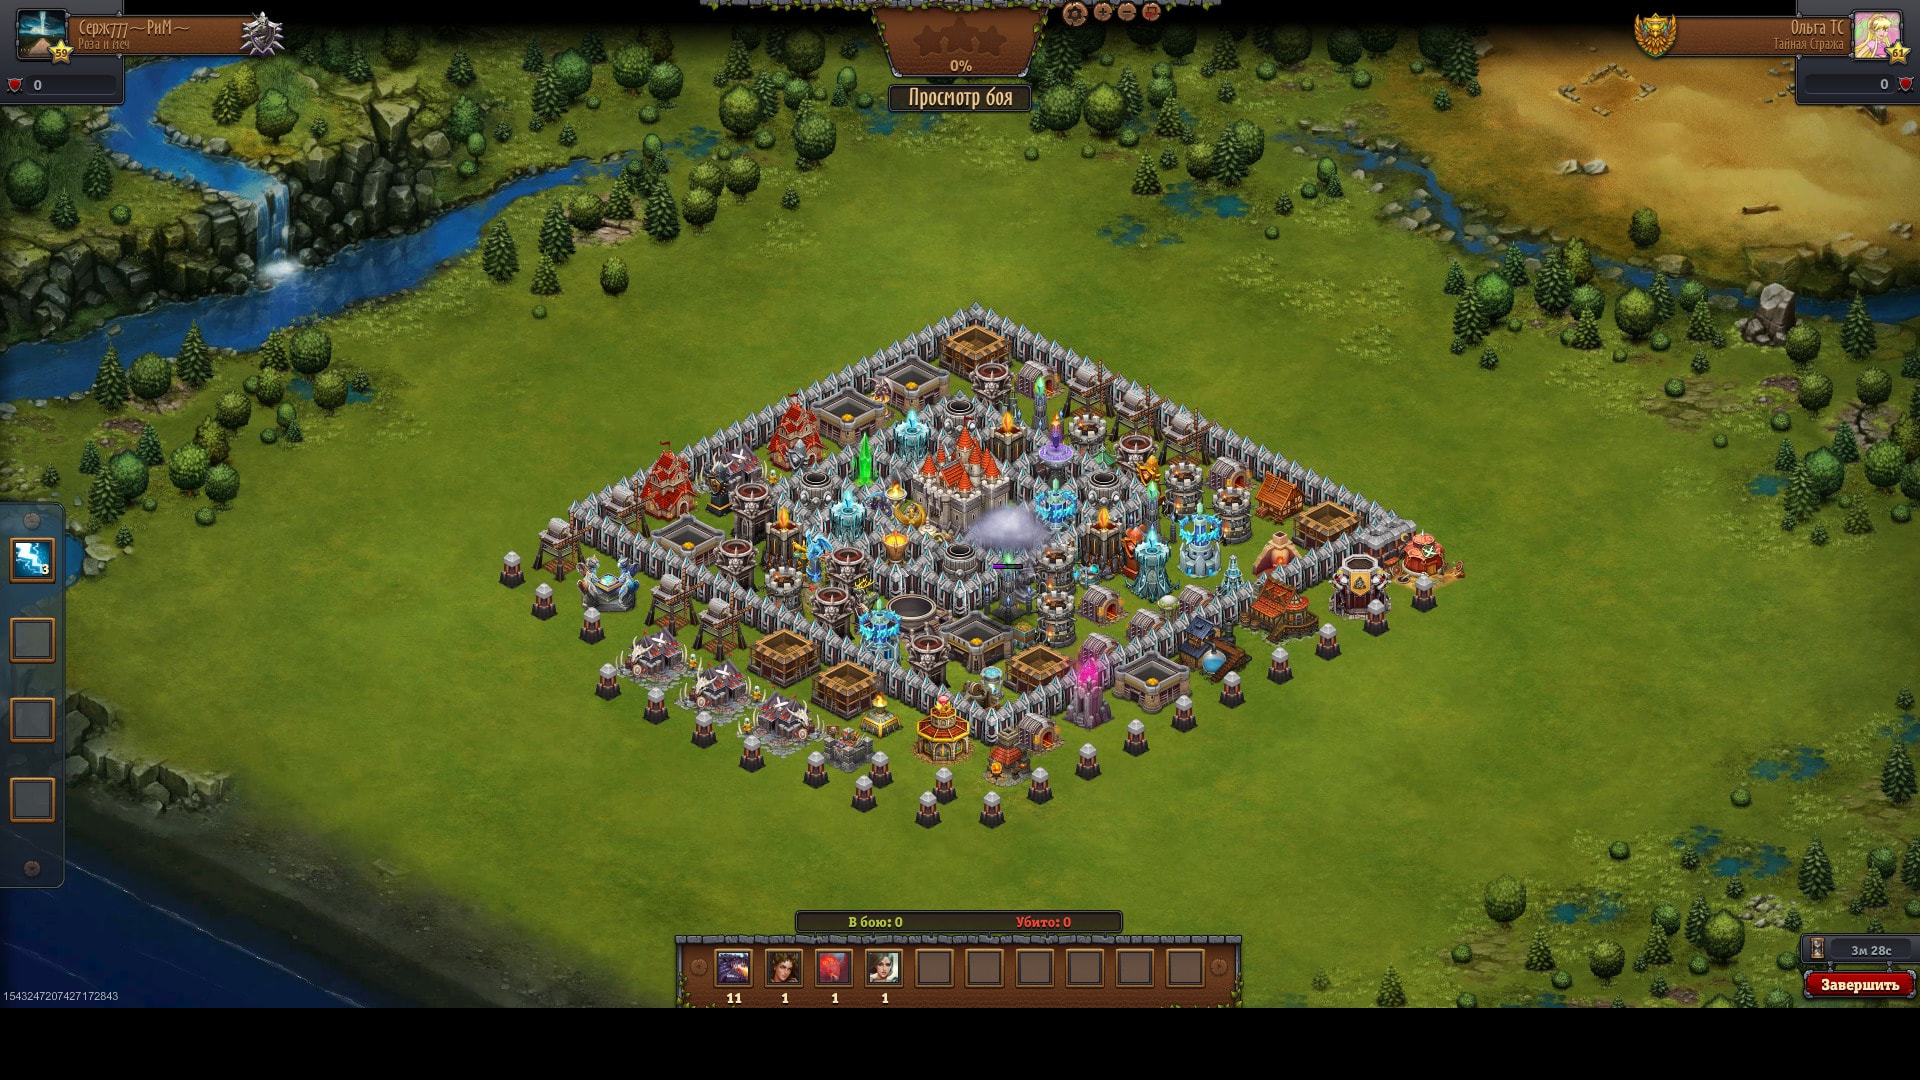 Серж777~РиМ~
Роза и Меч
59
0
0%
Просмотр боя
Ольга ТС
Тайная Стража
61
0
3
В бою: 0
Убито: 0
11
1
1
1
3м 28с
Завершить
1543247207427172843